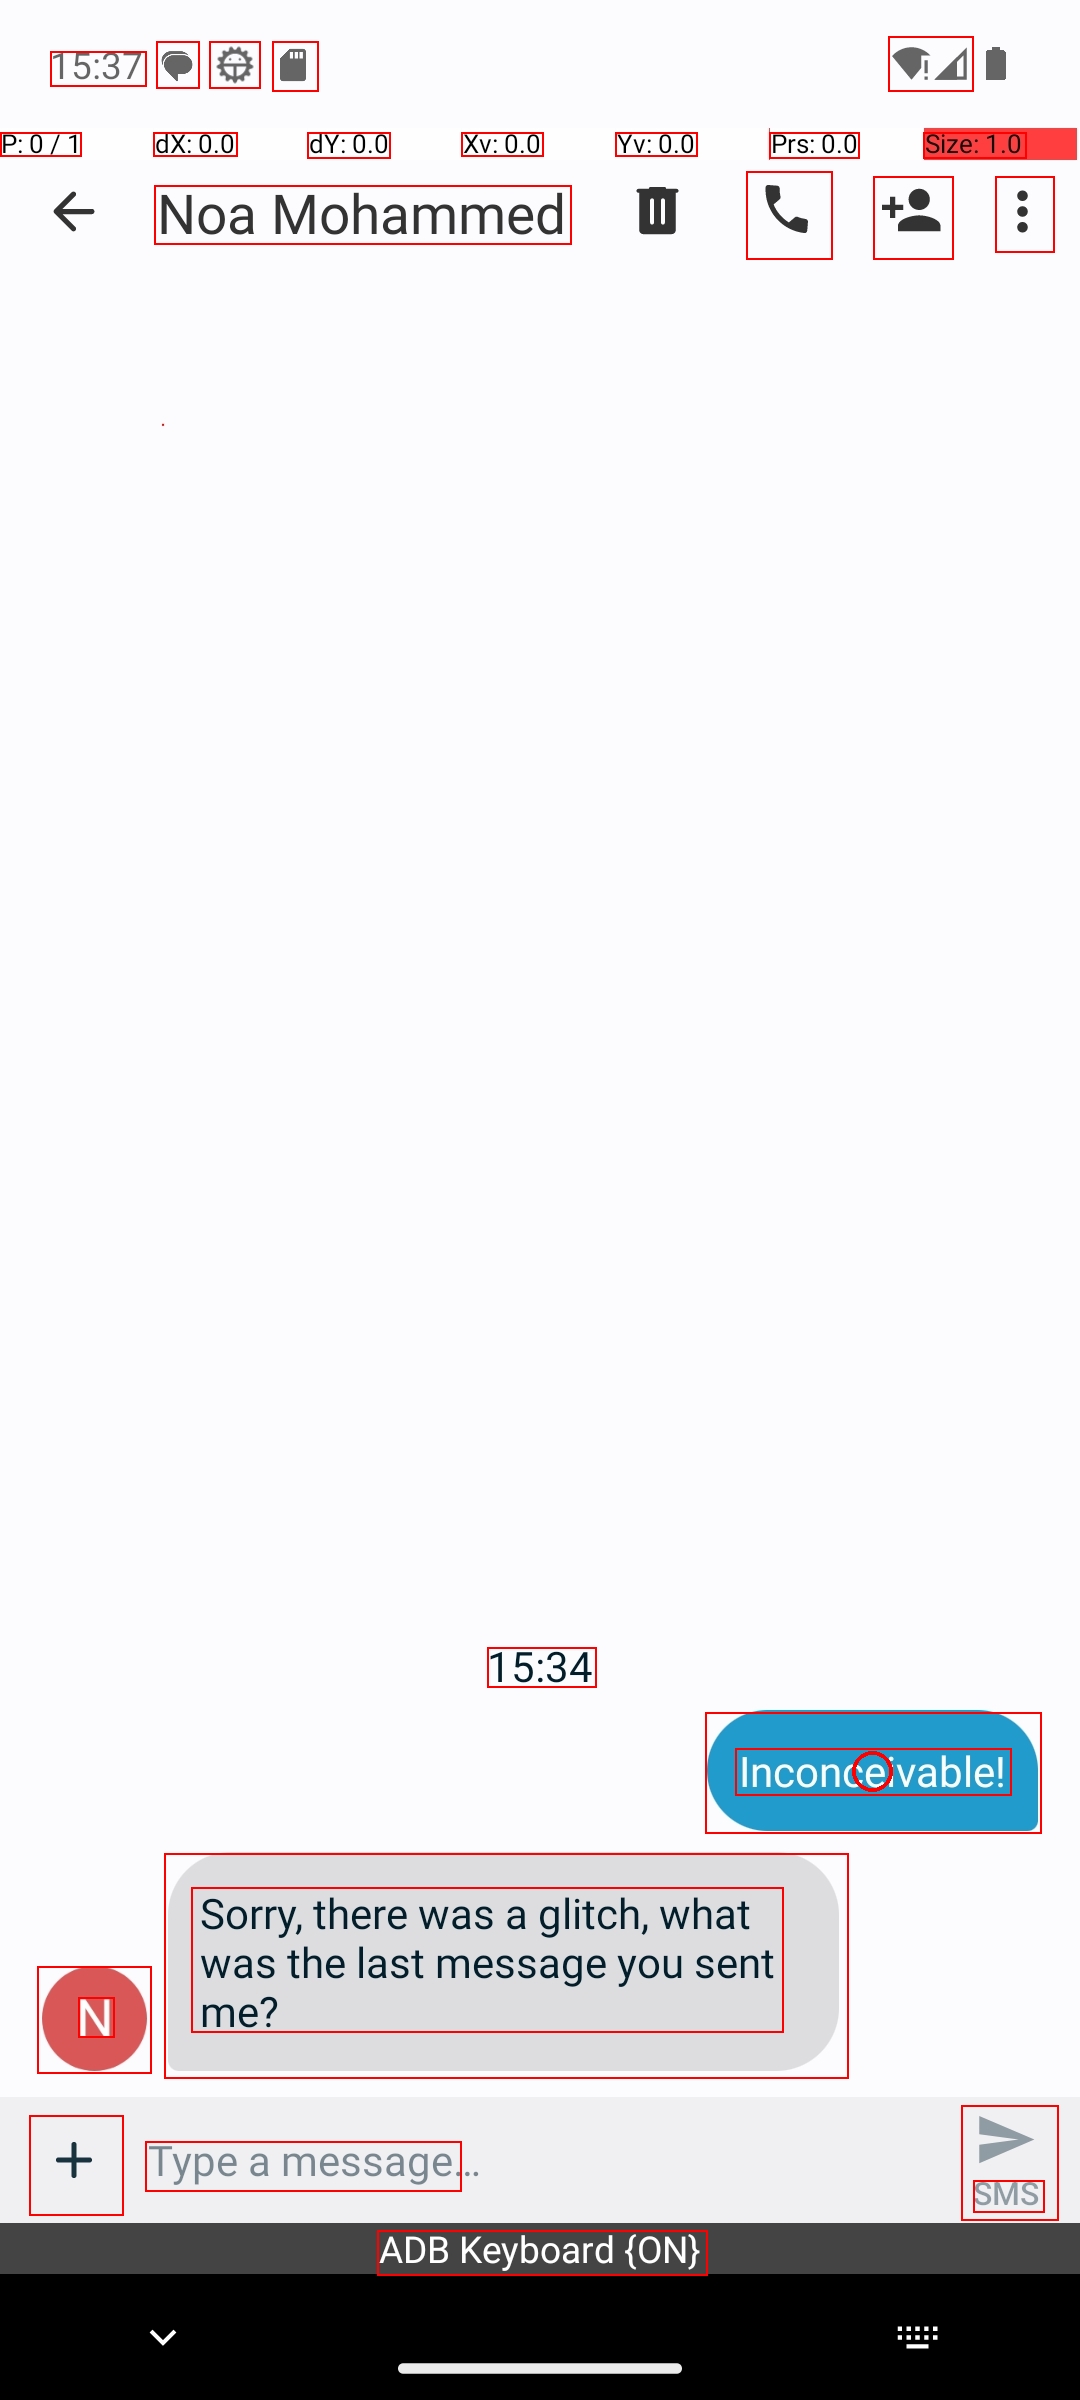 15:37
P: 0 / 1 dX: 0.0 dY: 0.0 Xv: 0.0 Yv: 0.0 Prs: 0.0 Size: 1.0
Noa Mohammed
15:34
Inconceivable!
Sorry, there was a glitch, what
was the last message you sent
me?
N
Type a message…
SMS
ADB Keyboard {ON}